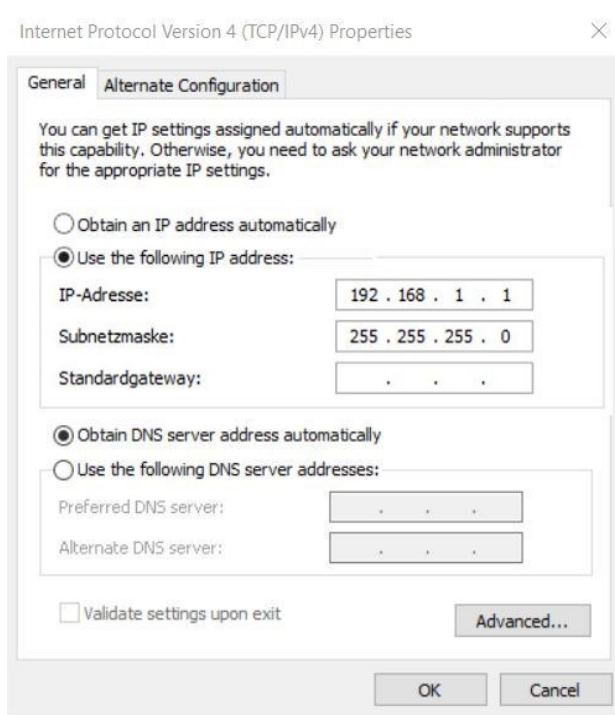 Internet Protocol Version 4 (TCP/IPv4) Properties
General
Alternate Configuration
You can get IP settings assigned automatically if your network supports
this capability. Otherwise, you need to ask your network administrator
for the appropriate IP settings.
Obtain an IP address automatically
Use the following IP address:
IP-Adresse: 192 . 168 . 1 . 1
Subnetzmaske: 255 . 255 . 255 . 0
Standardgateway: . . .
Obtain DNS server address automatically
Use the following DNS server addresses:
Preferred DNS server: . . .
Alternate DNS server: . . .
Validate settings upon exit
Advanced...
OK
Cancel